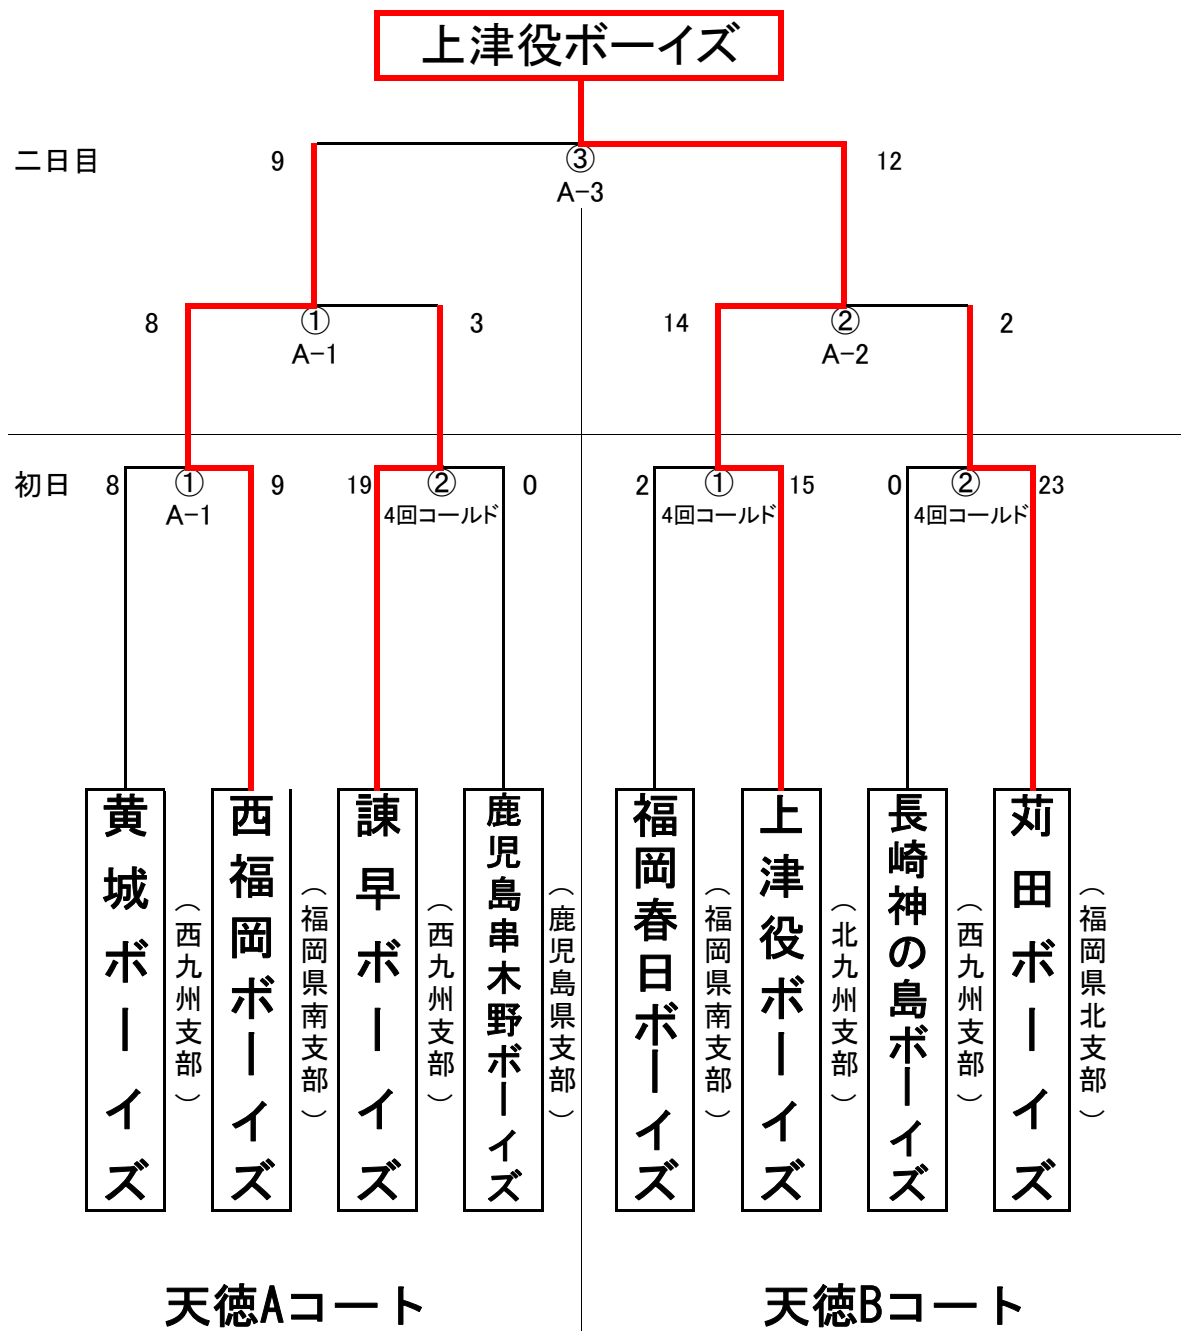 上津役ボーイズ
二日目
9
③
12
A-3
8
①
3
14
②
2
A-1
A-2
初日
8
①
9
19
②
0
2
①
15
0
②
23
A-1
4回コールド
4回コールド
4回コールド
黄城ボーイズ
（西九州支部）
西福岡ボーイズ
（福岡県南支部）
諫早ボーイズ
（西九州支部）
鹿児島串木野ボーイズ
（鹿児島県支部）
福岡春日ボーイズ
（福岡県南支部）
上津役ボーイズ
（北九州支部）
長崎神の島ボーイズ
（西九州支部）
苅田ボーイズ
（福岡県北支部）
天徳Aコート
天徳Bコート